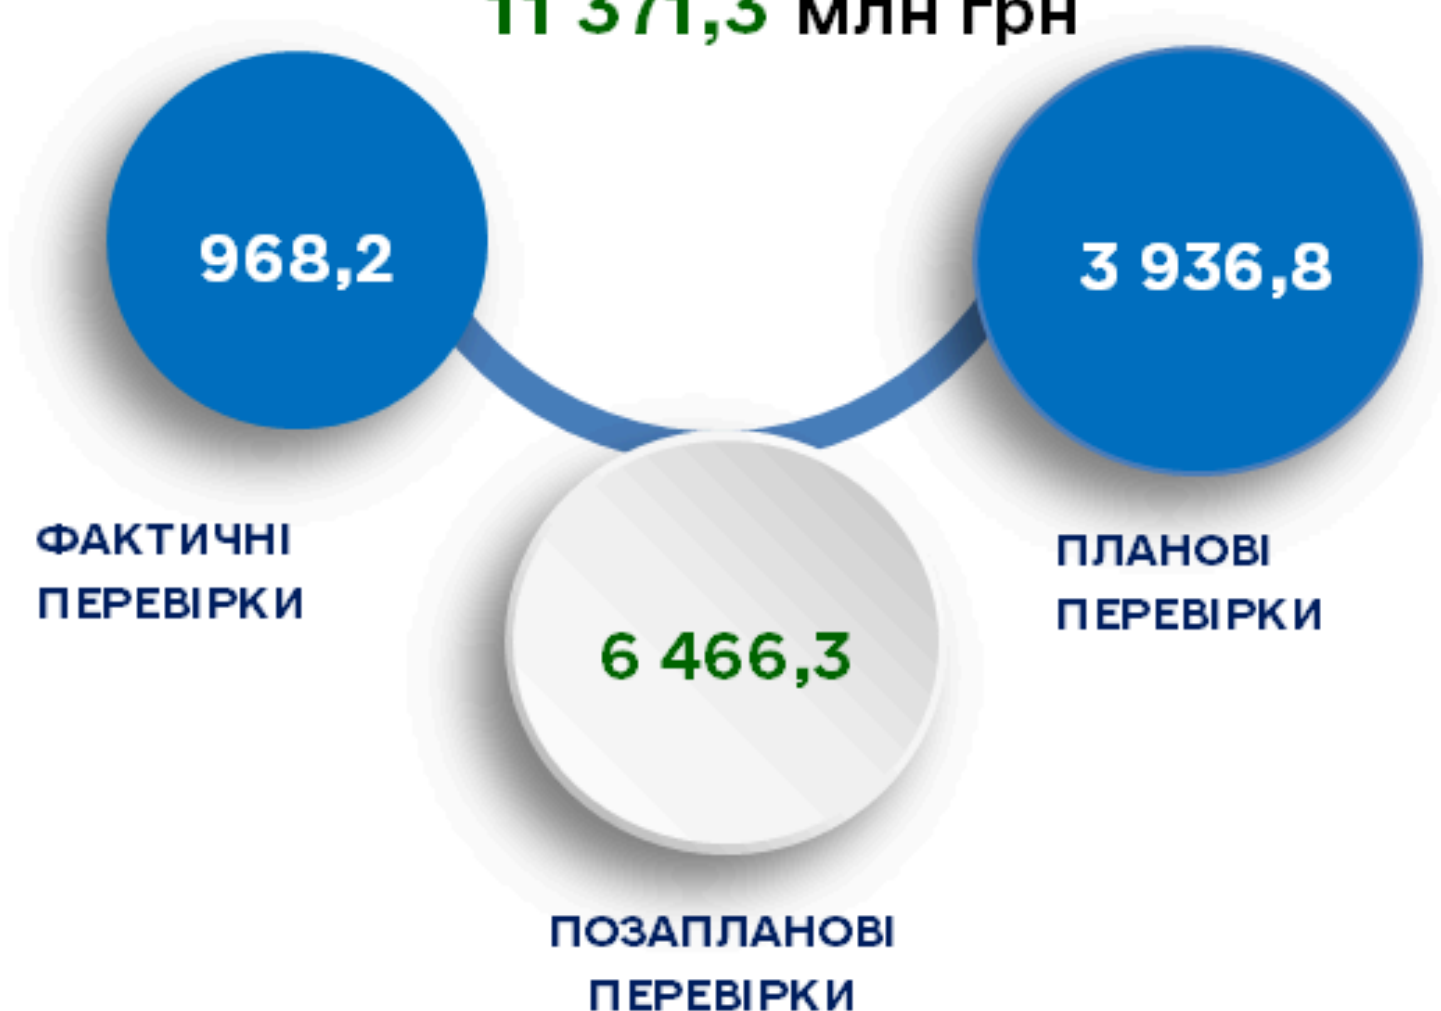 11 371,3 млн грн
968,2
3 936,8
ФАКТИЧНІ
ПЕРЕВІРКИ
ПЛАНОВІ
ПЕРЕВІРКИ
6 466,3
ПОЗАПЛАНОВІ
ПЕРЕВІРКИ